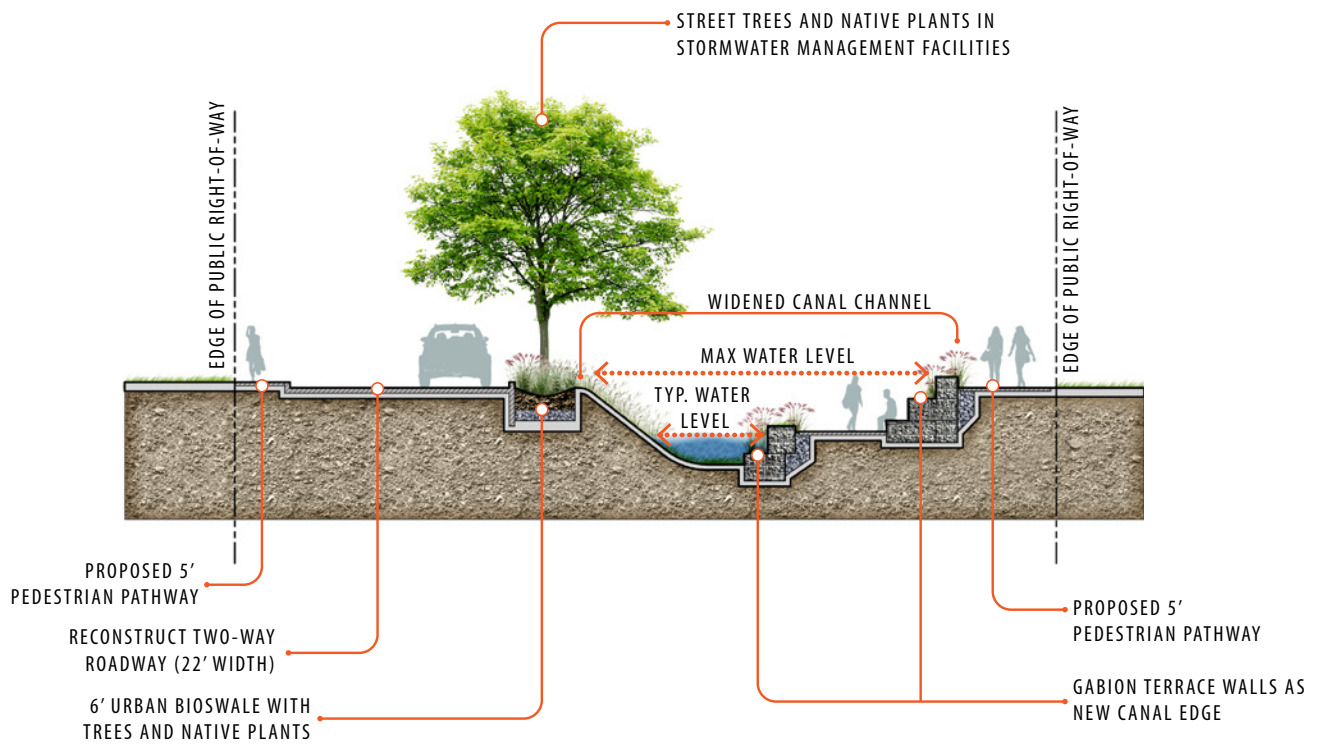 STREET TREES AND NATIVE PLANTS IN
STORMWATER MANAGEMENT FACILITIES
EDGE OF PUBLIC RIGHT-OF-WAY
EDGE OF PUBLIC RIGHT-OF-WAY
WIDENED CANAL CHANNEL
MAX WATER LEVEL
TYP. WATER
LEVEL
PROPOSED 5’
PEDESTRIAN PATHWAY
RECONSTRUCT TWO-WAY
ROADWAY (22’ WIDTH)
6’ URBAN BIOSWALE WITH
TREES AND NATIVE PLANTS
PROPOSED 5’
PEDESTRIAN PATHWAY
GABION TERRACE WALLS AS
NEW CANAL EDGE